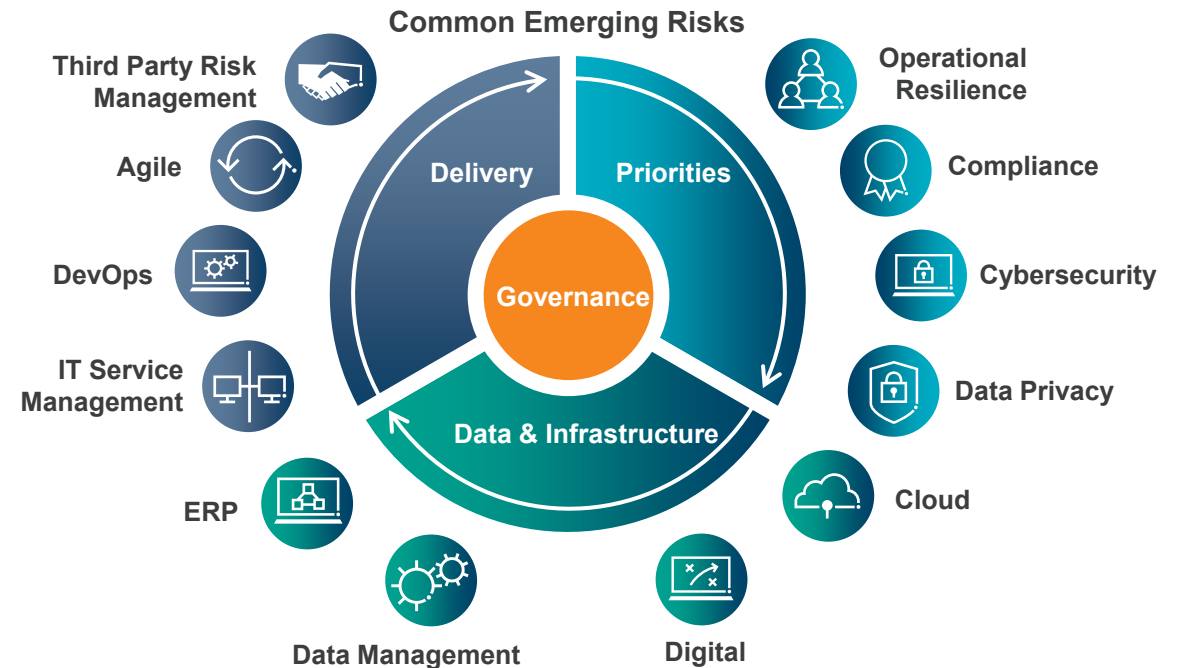 Common Emerging Risks
Third Party Risk
Management
Agile
DevOps
IT Service
Management
ERP
Data Management
Digital
Cloud
Data Privacy
Cybersecurity
Compliance
Operational
Resilience
Delivery
Priorities
Governance
Data & Infrastructure